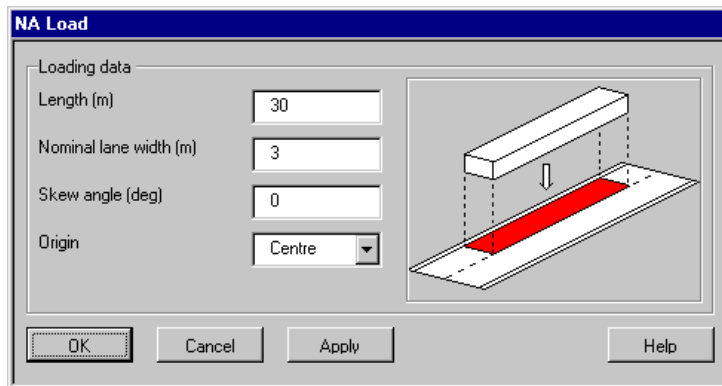 NA Load
Loading data
Length (m) 30
Nominal lane width (m) 3
Skew angle (deg) 0
Origin Centre
OK Cancel Apply Help